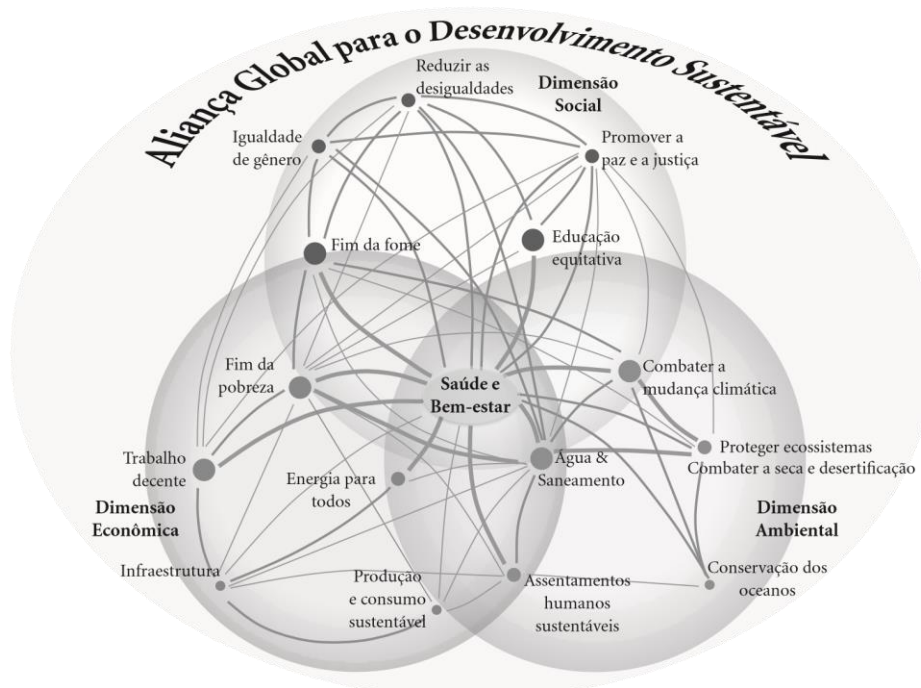 Aliança Global para o Desenvolvimento Sustentável
Reduzir as
desigualdades
Dimensão
Social
Igualdade
de gênero
Promover a
paz e a justiça
Fim da fome
Educação
equitativa
Fim da
pobreza
Saúde e
Bem-estar
Combater a
mudança climática
Trabalho
decente
Energia para
todos
Água &
Saneamento
Proteger ecossistemas
Combater a seca e desertificação
Dimensão
Econômica
Dimensão
Ambiental
Infraestrutura
Produção
e consumo
sustentável
Assentamentos
humanos
sustentáveis
Conservação dos
oceanos